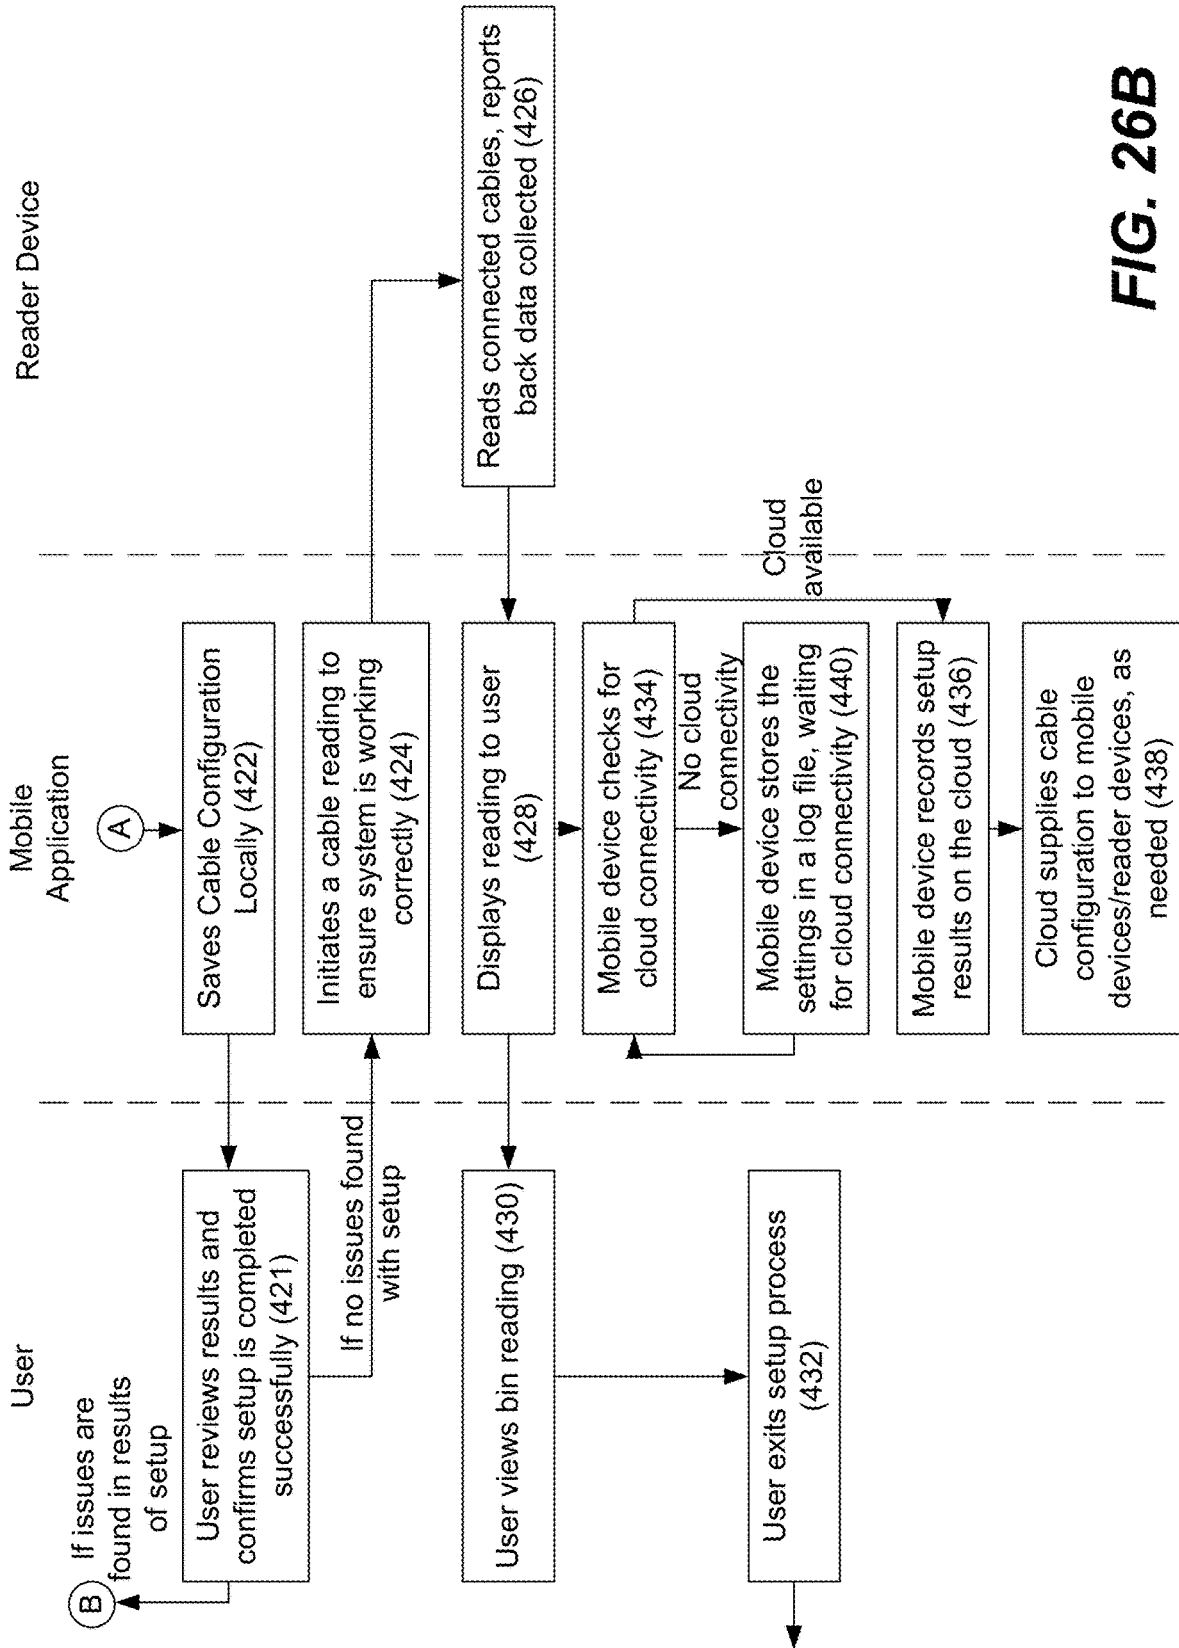 User
Mobile
Application
Reader Device
B
If issues are
found in results
of setup
A
User reviews results and
confirms setup is completed
successfully (421)
Saves Cable Configuration
Locally (422)
If no issues found
with setup
Initiates a cable reading to
ensure system is working
correctly (424)
Reads connected cables, reports
back data collected (426)
Displays reading to user
(428)
User views bin reading (430)
Mobile device checks for
cloud connectivity (434)
No cloud
connectivity
Cloud
available
User exits setup process
(432)
Mobile device stores the
settings in a log file, waiting
for cloud connectivity (440)
Mobile device records setup
results on the cloud (436)
Cloud supplies cable
configuration to mobile
devices/reader devices, as
needed (438)
FIG. 26B